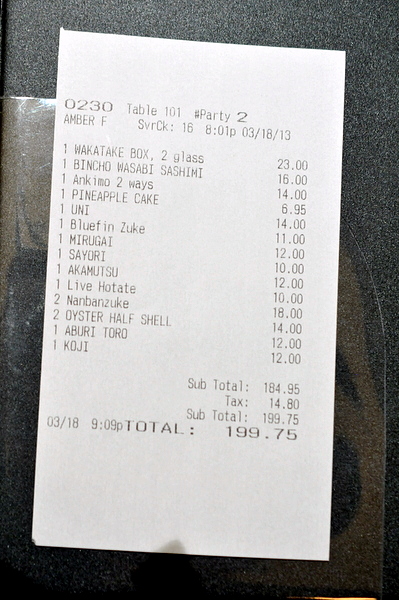 0230 Table 101 #Party 2
AMBER F SvrCk: 16 8:01p 03/18/13
1 WAKATAKE BOX, 2 glass 23.00
1 BINCHO WASABI SASHIMI 16.00
1 Ankimo 2 ways 14.00
1 PINEAPPLE CAKE 6.95
1 UNI 14.00
1 Bluefin Zuke 11.00
1 MIRUGAI 12.00
1 SAYORI 10.00
1 AKAMUTSU 12.00
1 Live Hotate 10.00
2 Nanbanzuke 18.00
2 OYSTER HALF SHELL 14.00
1 ABURI TORO 12.00
1 KOJI 12.00
Sub Total: 184.95
Tax: 14.80
Sub Total: 199.75
03/18 9:09p TOTAL: 199.75